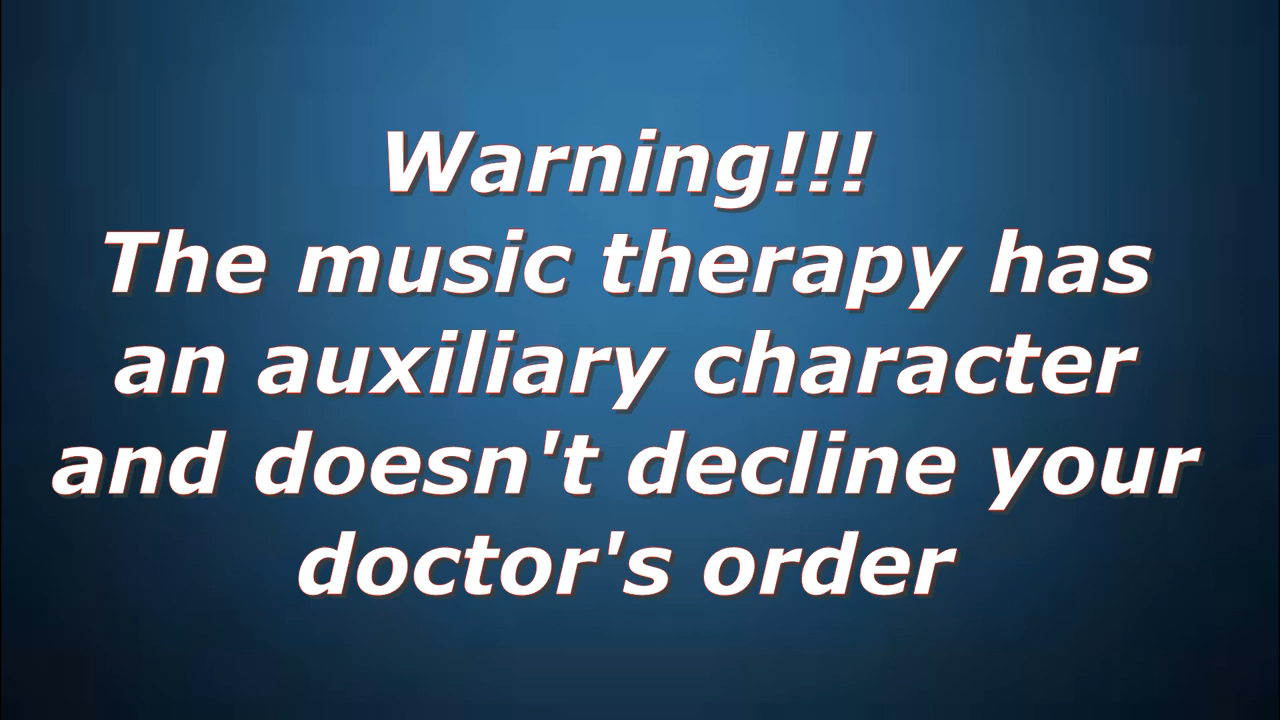 Warning!!!
The music therapy has
an auxiliary character
and doesn't decline your
doctor's order